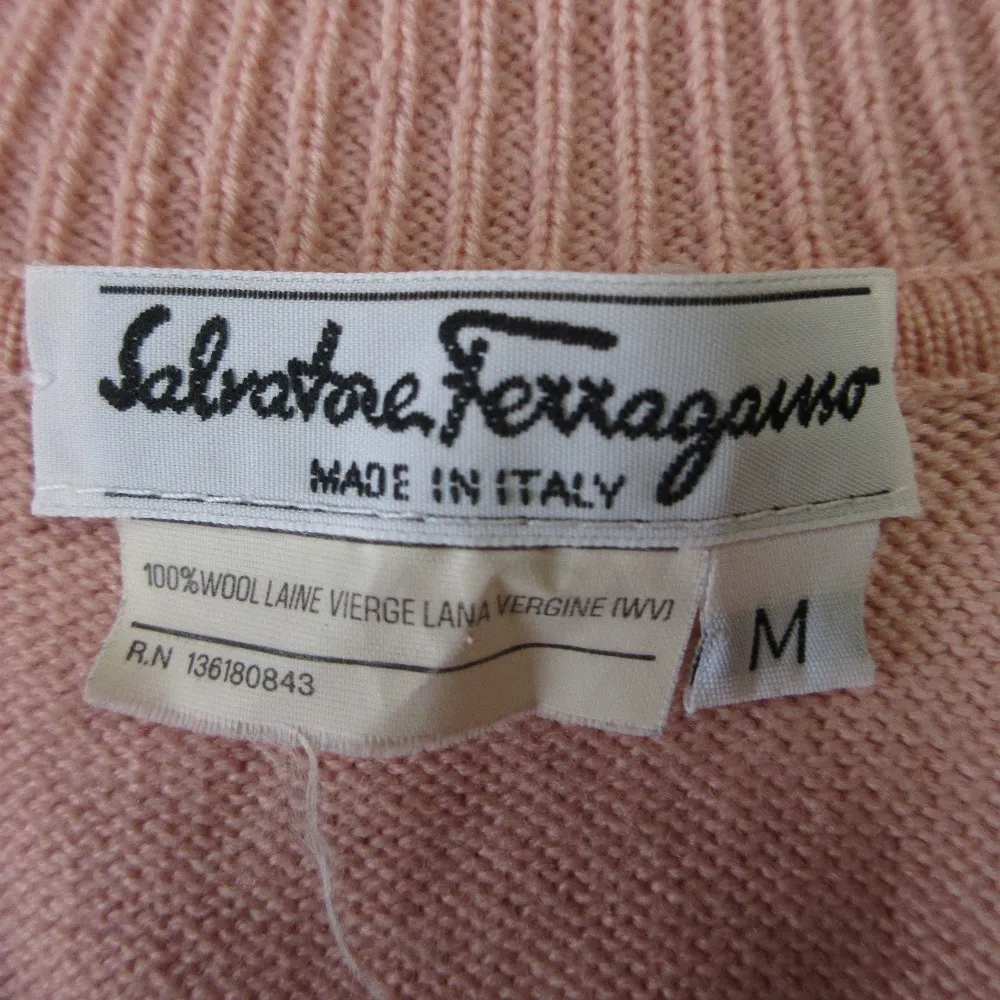 Salvatore Ferragamo
MADE IN ITALY
100% WOOL LAINE VIERGE LANA VERGINE (WV)
R.N 136180843
M